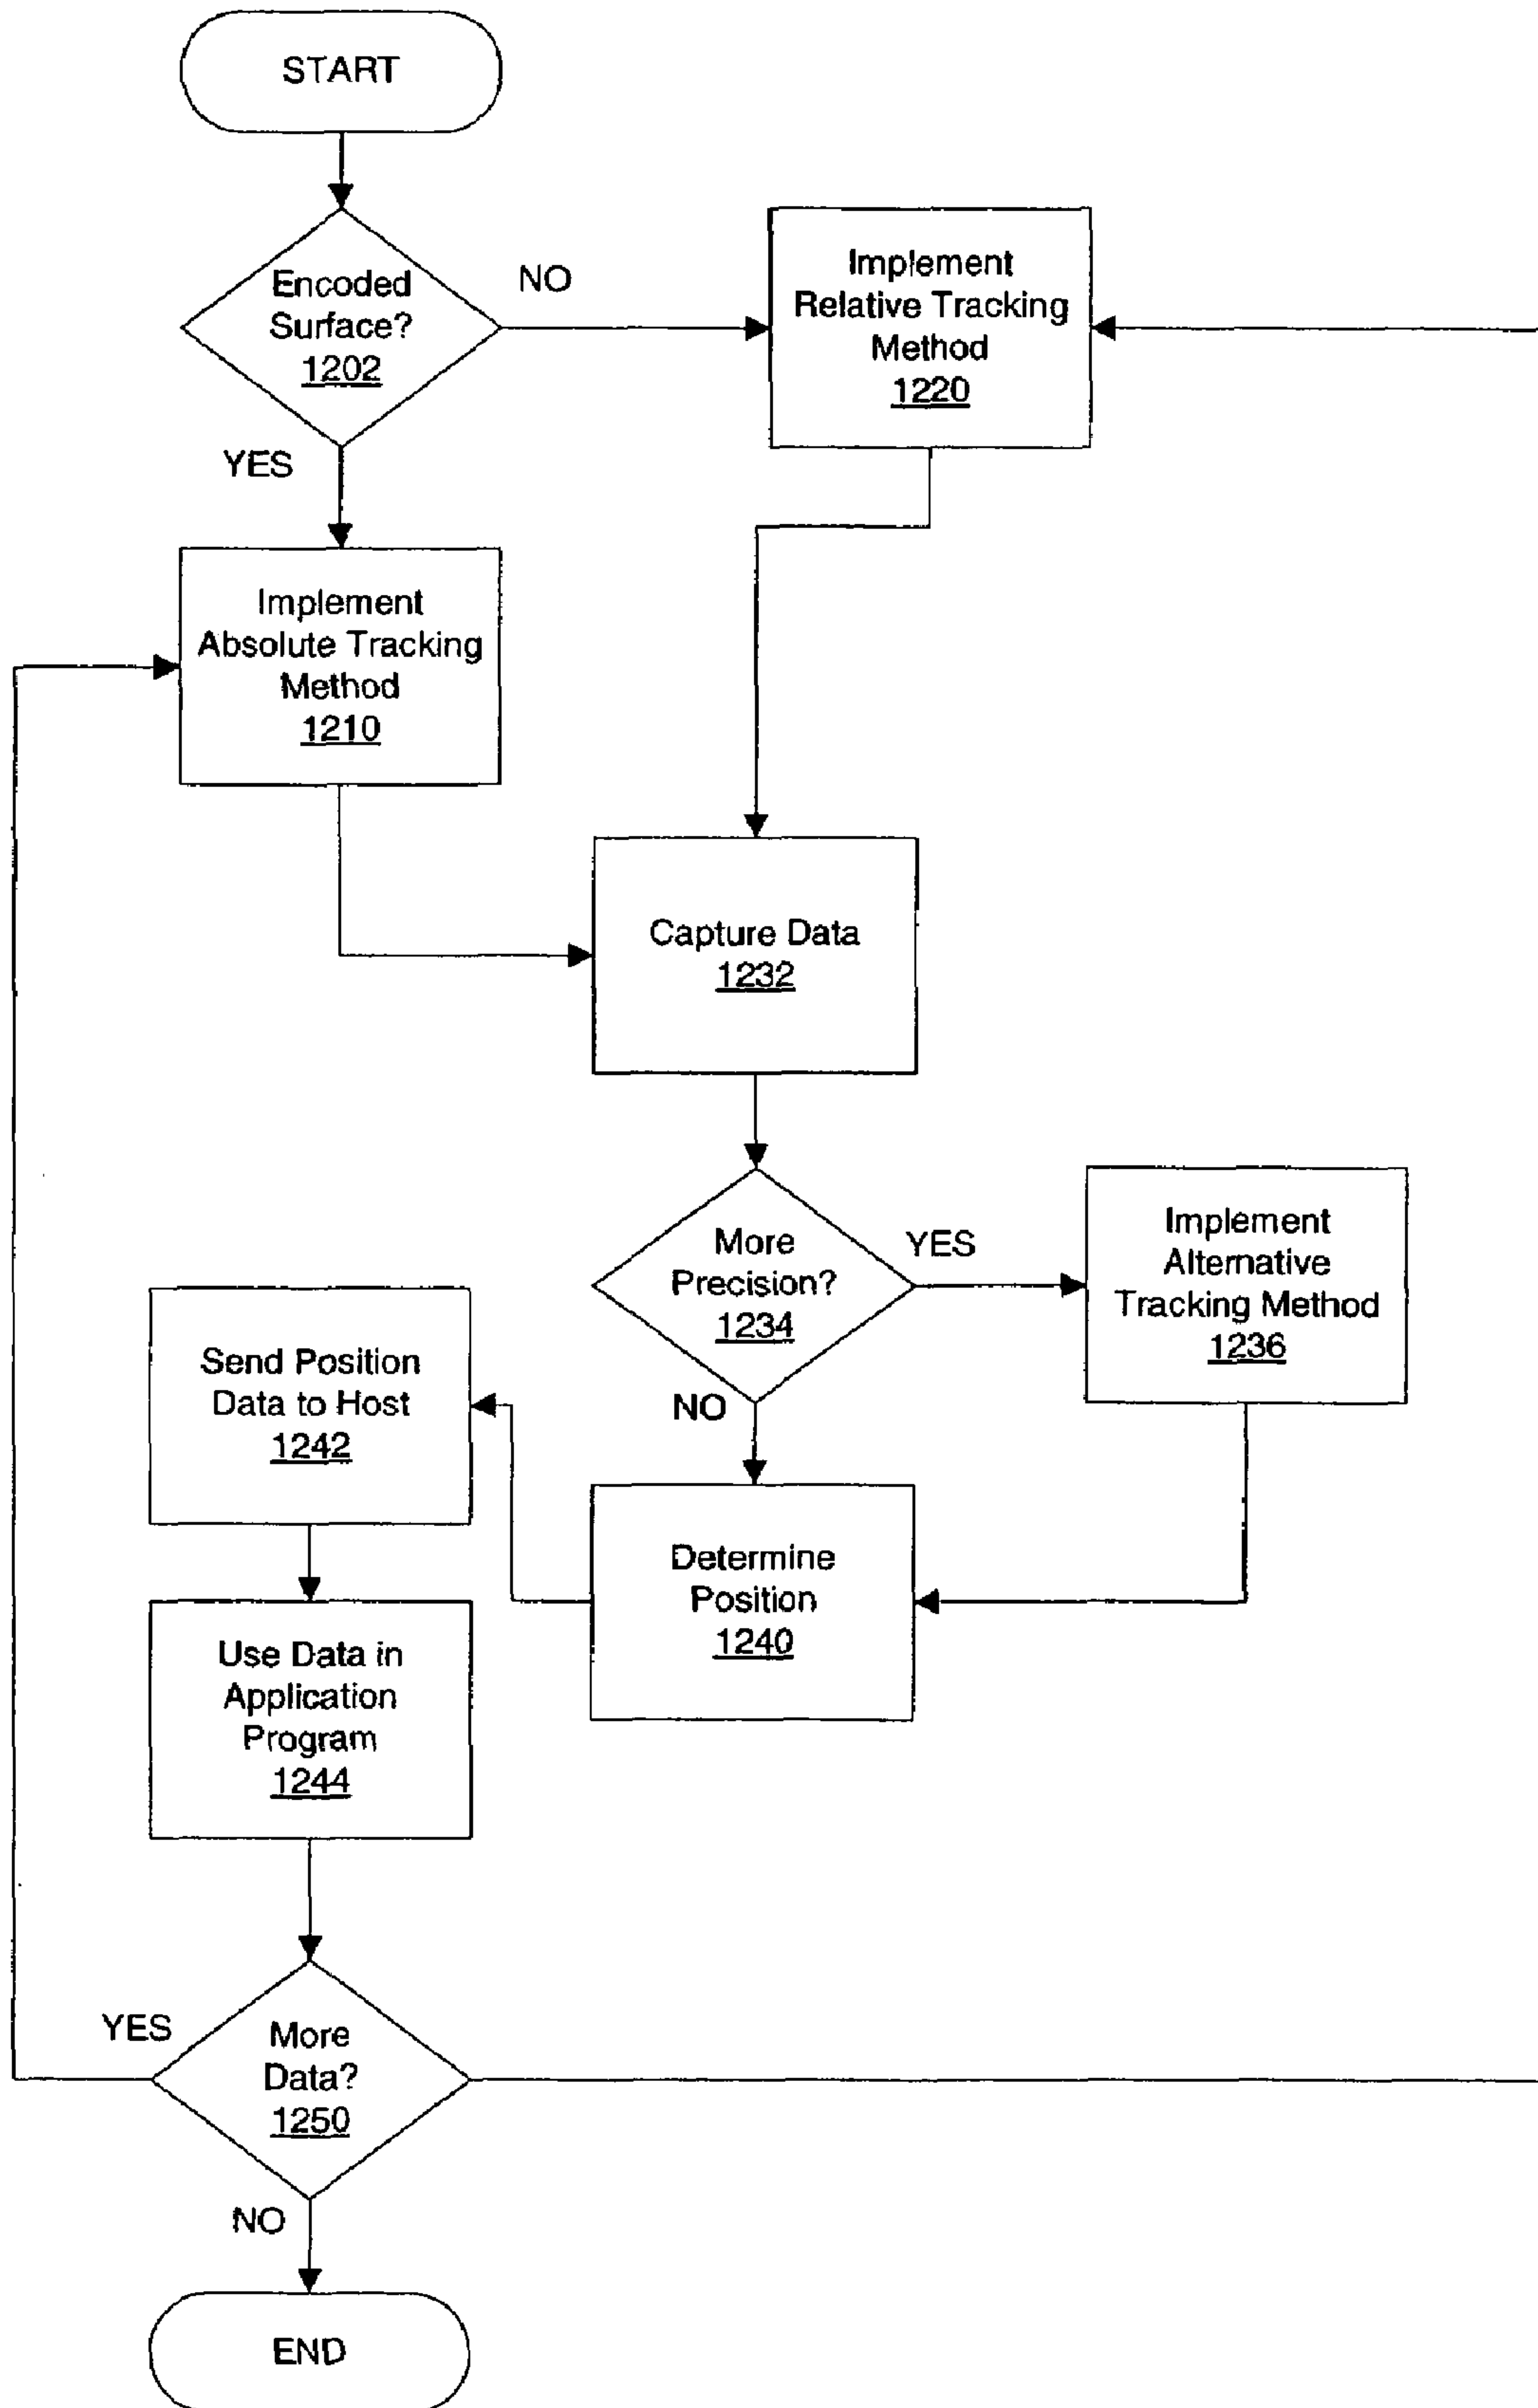 START
Encoded
Surface?
1202
NO
Implement
Relative Tracking
Method
1220
YES
Implement
Absolute Tracking
Method
1210
Capture Data
1232
More
Precision?
1234
YES
Implement
Alternative
Tracking Method
1236
NO
Send Position
Data to Host
1242
Determine
Position
1240
Use Data in
Application
Program
1244
YES
More
Data?
1250
NO
END